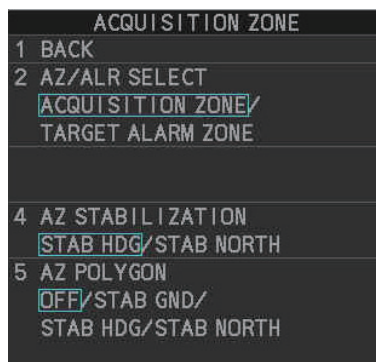 ACQUISITION ZONE
1 BACK
2 AZ/ALR SELECT
ACQUISITION ZONE/
TARGET ALARM ZONE
4 AZ STABILIZATION
STAB HDG/STAB NORTH
5 AZ POLYGON
OFF/STAB GND/
STAB HDG/STAB NORTH